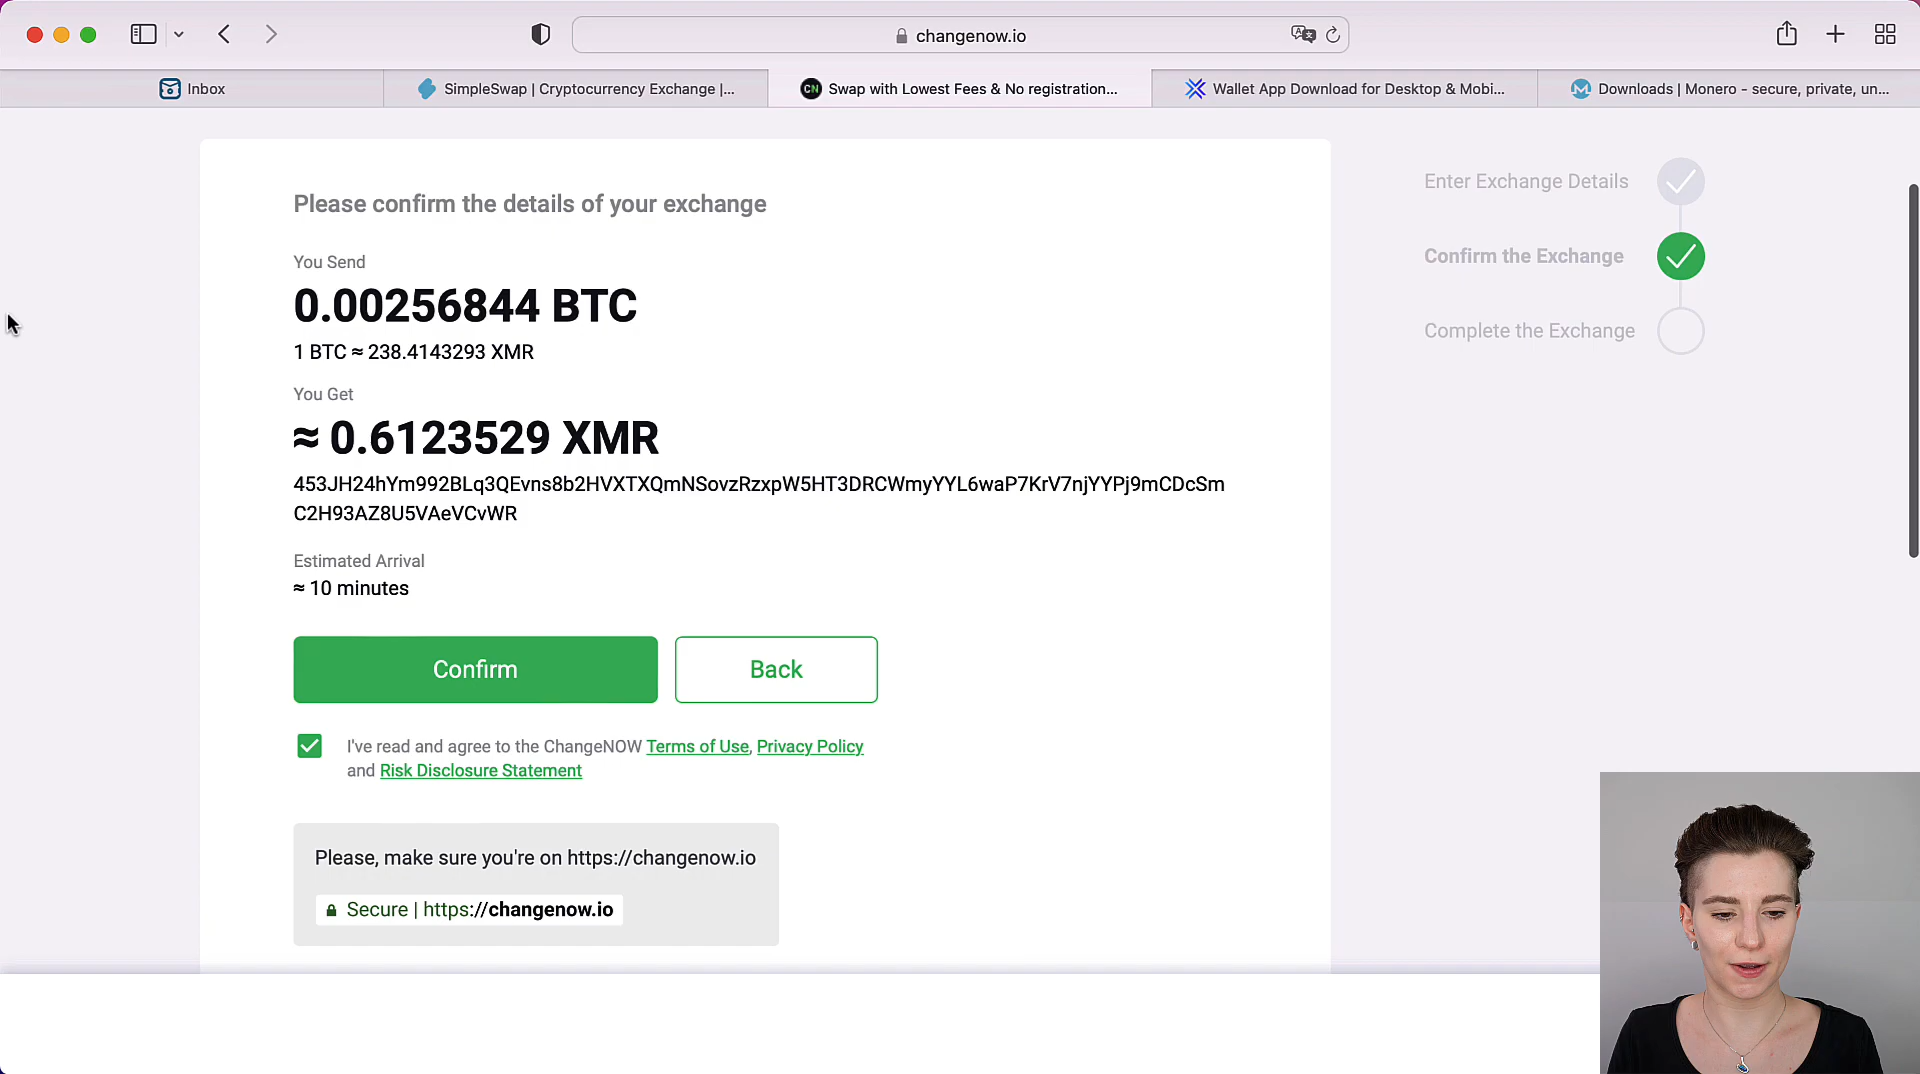 changenow.io
Inbox
SimpleSwap | Cryptocurrency Exchange |...
CN Swap with Lowest Fees & No registration...
Wallet App Download for Desktop & Mobi...
Downloads | Monero - secure, private, un...
Please confirm the details of your exchange
Enter Exchange Details
You Send
0.00256844 BTC
Confirm the Exchange
1 BTC ≈ 238.4143293 XMR
Complete the Exchange
You Get
≈ 0.6123529 XMR
453JH24hYm992BLq3QEvns8b2HVXTXQmNSovzRzxpW5HT3DRCWmyYYL6waP7KrV7njYYPj9mCDcSm
C2H93AZ8U5VAeVCvWR
Estimated Arrival
≈ 10 minutes
Confirm
Back
I've read and agree to the ChangeNOW Terms of Use, Privacy Policy
and Risk Disclosure Statement
Please, make sure you're on https://changenow.io
Secure | https://changenow.io